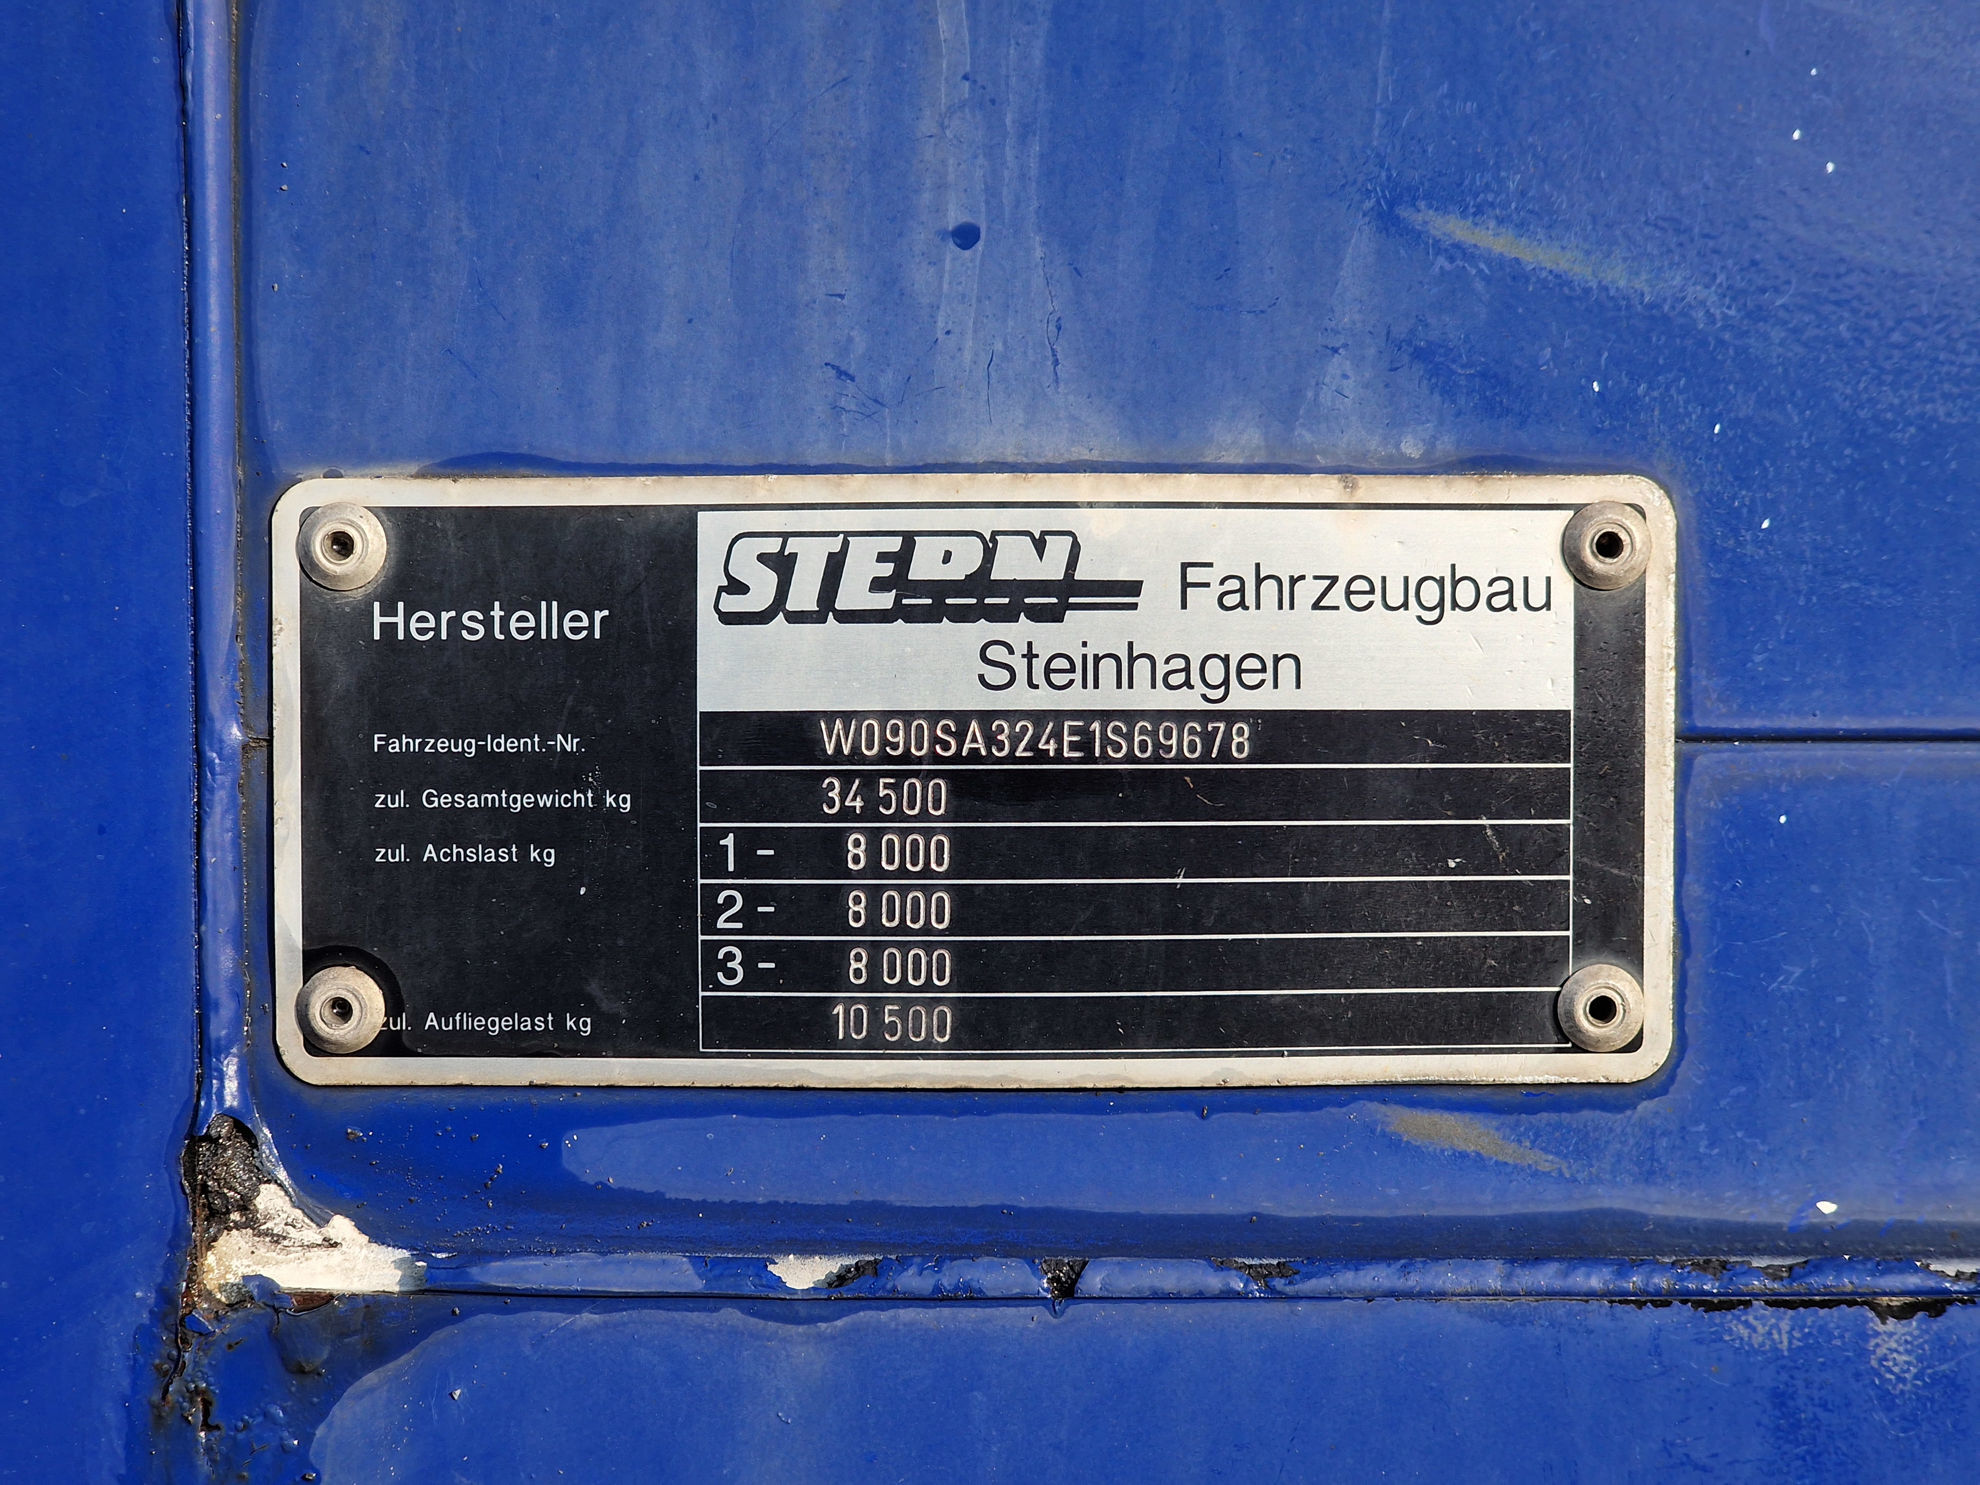 Hersteller
STERN Fahrzeugbau
Steinhagen
Fahrzeug-Ident.-Nr. W090SA324E1S69678
zul. Gesamtgewicht kg 34 500
zul. Achslast kg 1- 8 000
2- 8 000
3- 8 000
zul. Aufliegelast kg 10 500